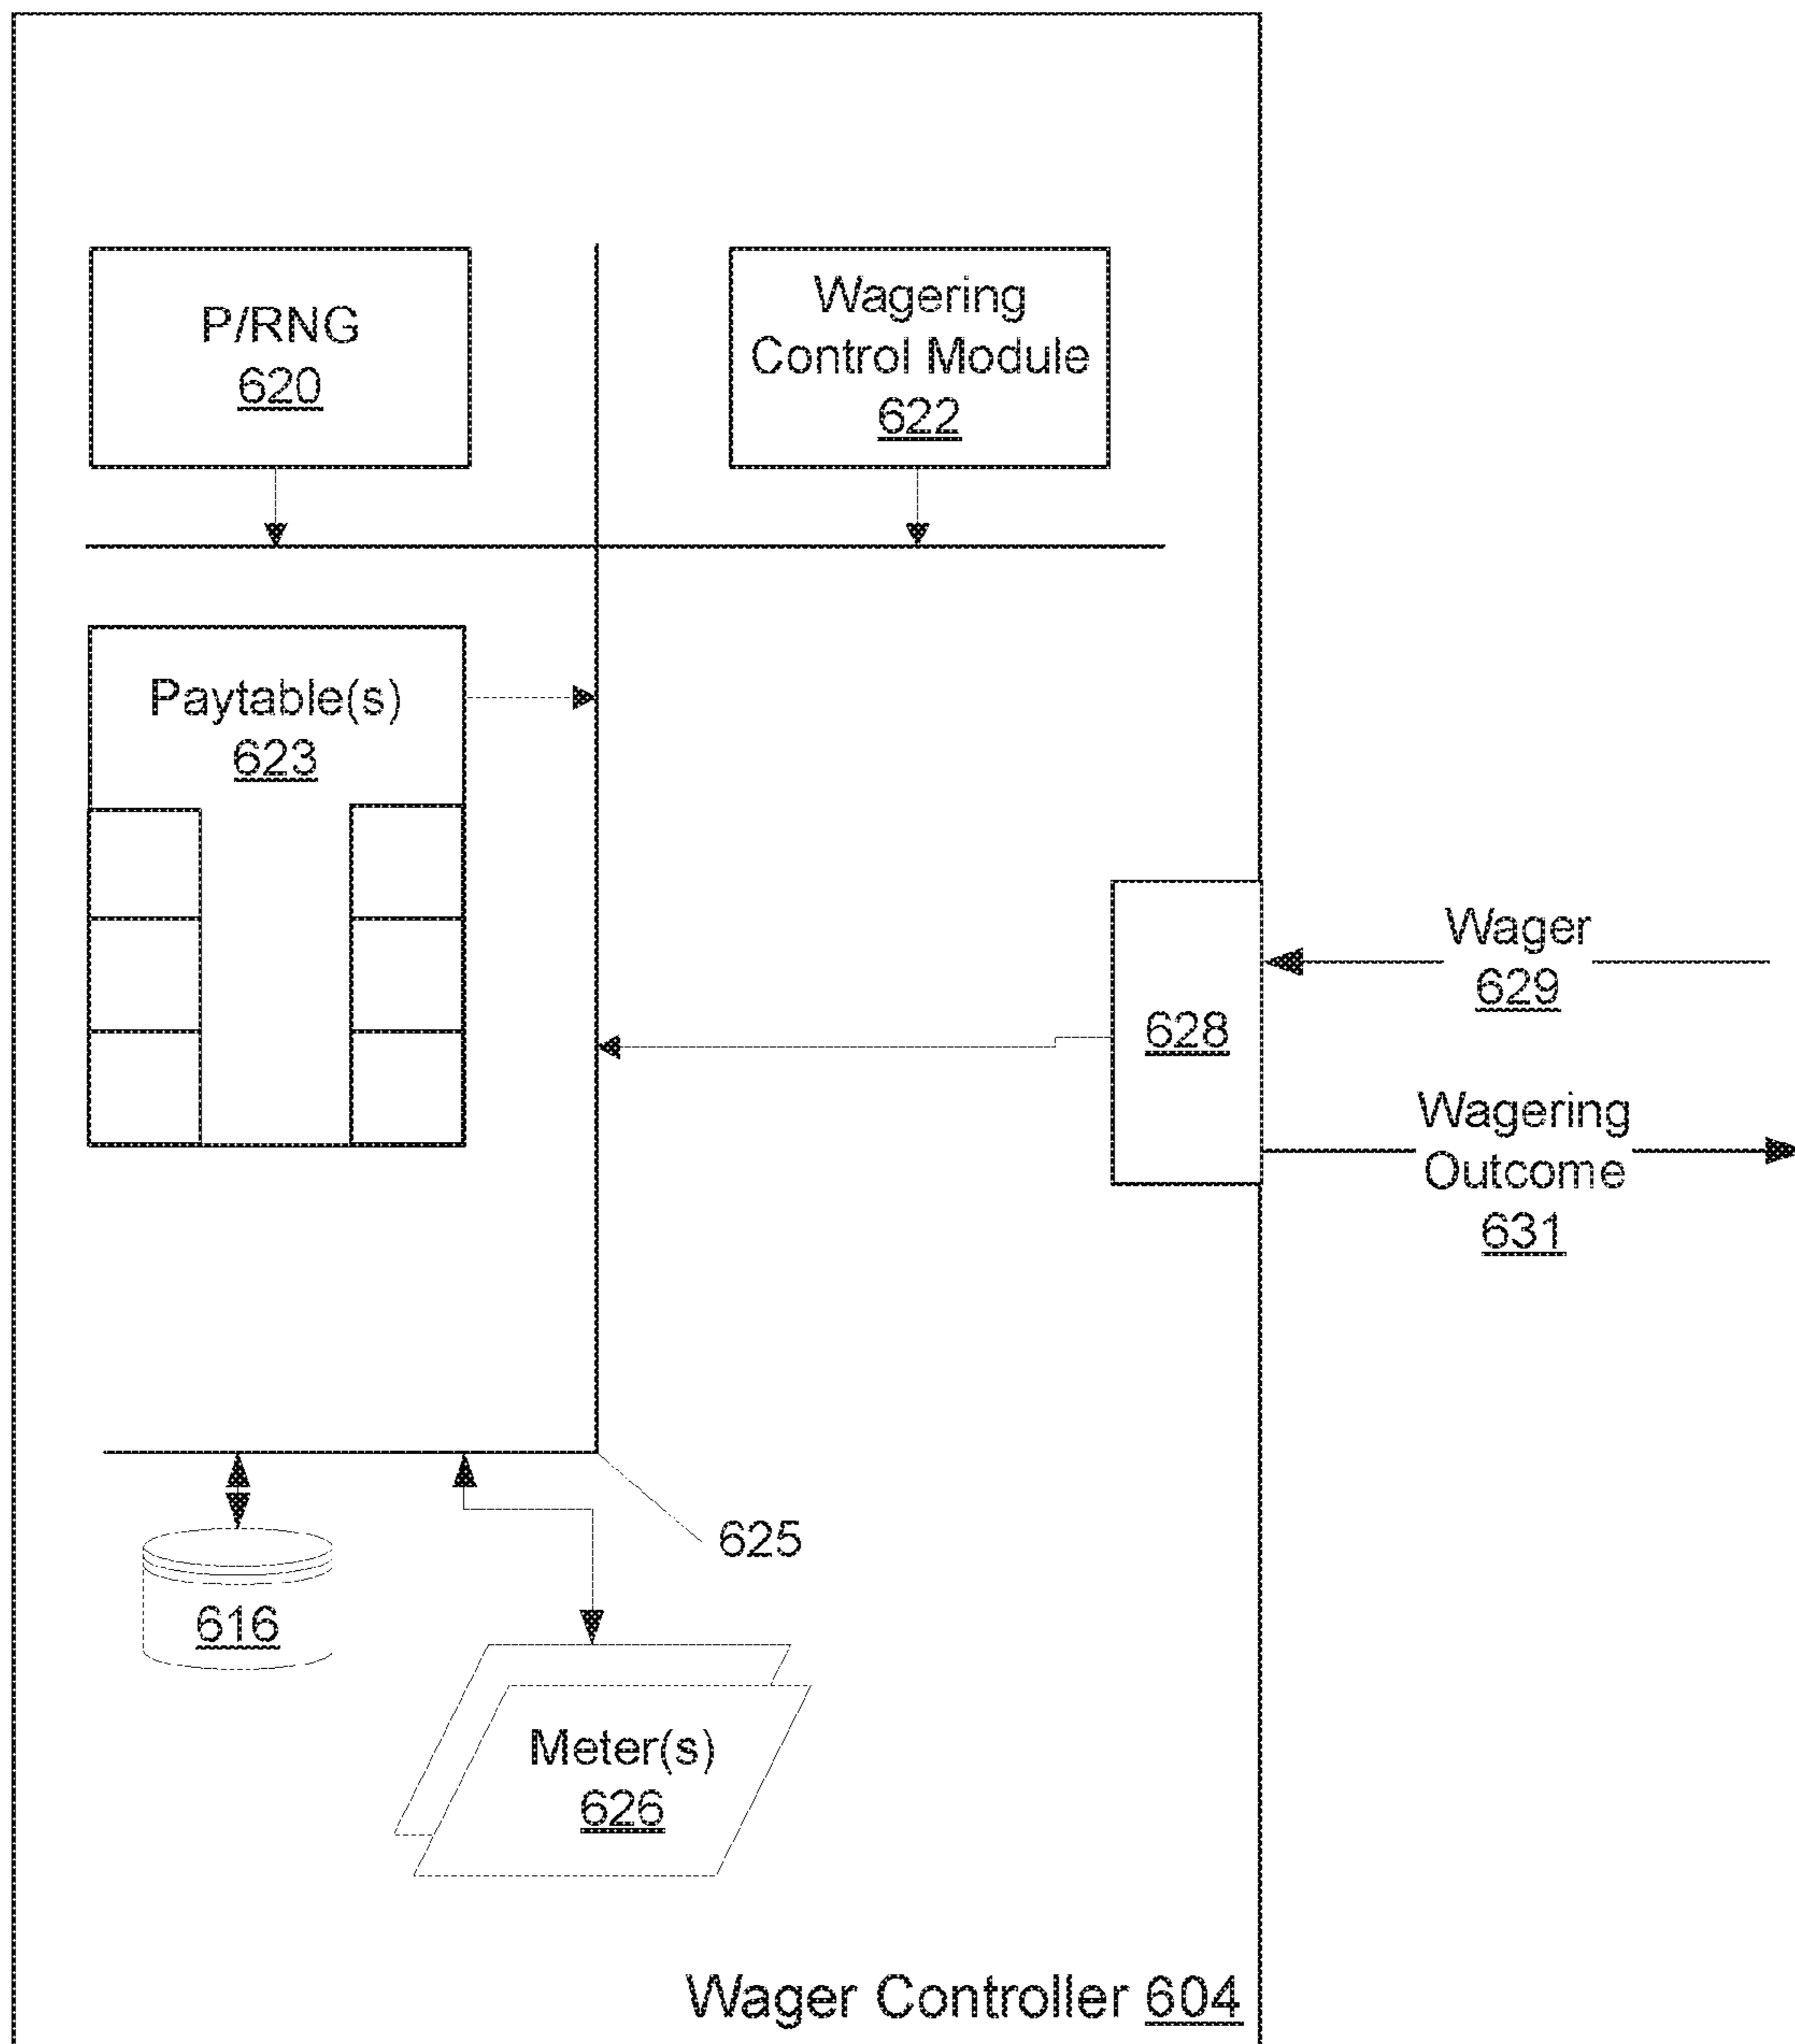 P/RNG
620
Wagering
Control Module
622
Paytable(s)
623
Wager
629
628
Wagering
Outcome
631
625
616
Meter(s)
626
Wager Controller 604